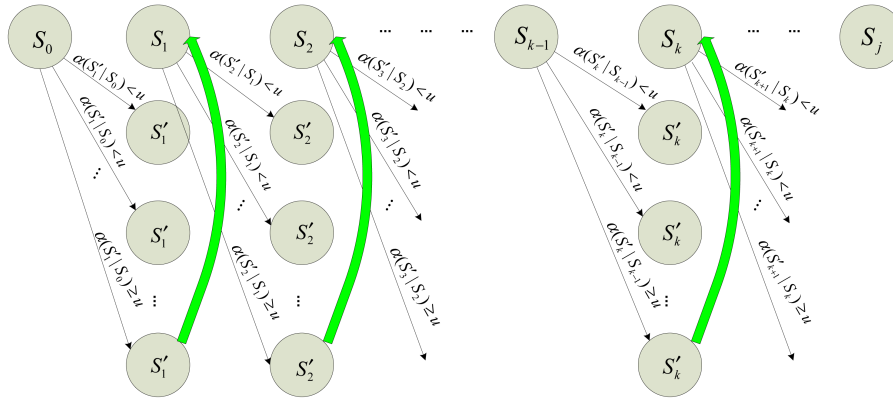 S₀ S₁ S₂ ... ... ... Sₖ₋₁ Sₖ ... ... Sⱼ
α(S′₁|S₀)<u
α(S′₂|S₁)<u
α(S′₃|S₂)<u
α(S′ₖ|Sₖ₋₁)<u
α(S′ₖ₊₁|Sₖ)<u
S′₁ S′₂ S′ₖ
α(S′₁|S₀)<u
α(S′₂|S₁)<u
α(S′₃|S₂)<u
α(S′ₖ|Sₖ₋₁)<u
α(S′ₖ₊₁|Sₖ)<u
... ... ... ...
S′₁ S′₂ S′ₖ
α(S′₁|S₀)≥u
α(S′₂|S₁)≥u
α(S′₃|S₂)≥u
α(S′ₖ|Sₖ₋₁)≥u
α(S′ₖ₊₁|Sₖ)≥u
... ... ...
S′₁ S′₂ S′ₖ